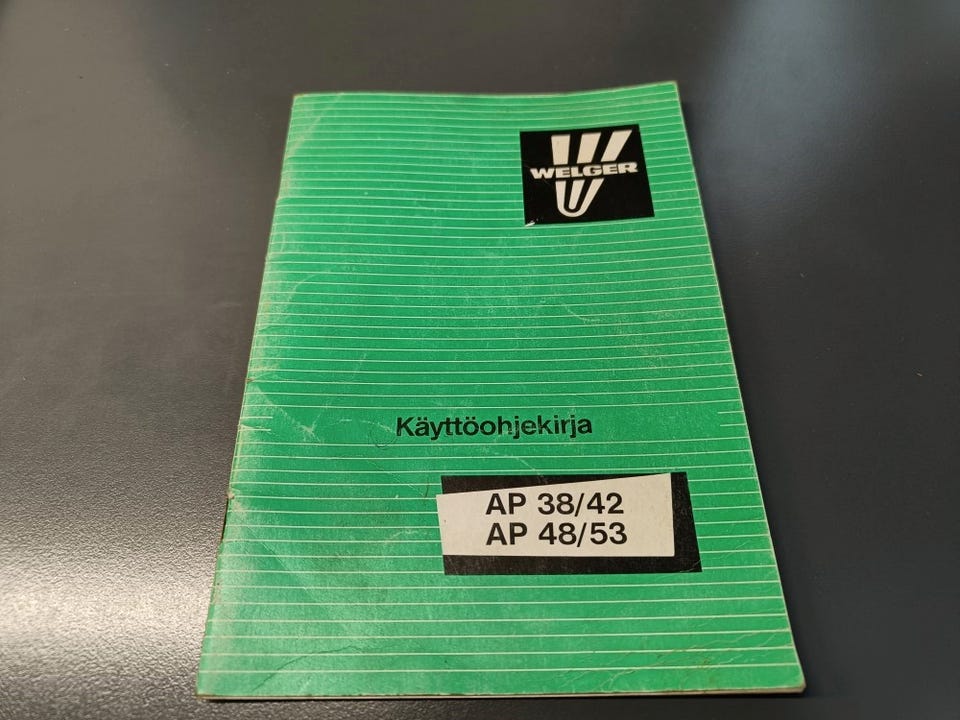 WELGER
Käyttöohjekirja
AP 38/42
AP 48/53